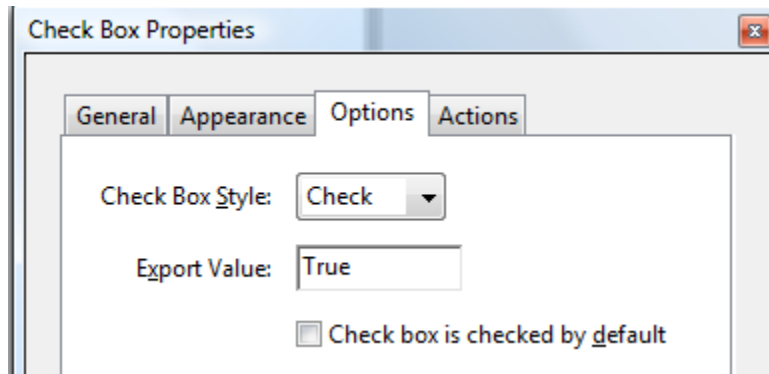 Check Box Properties
General Appearance Options Actions
Check Box Style: Check
Export Value: True
Check box is checked by default